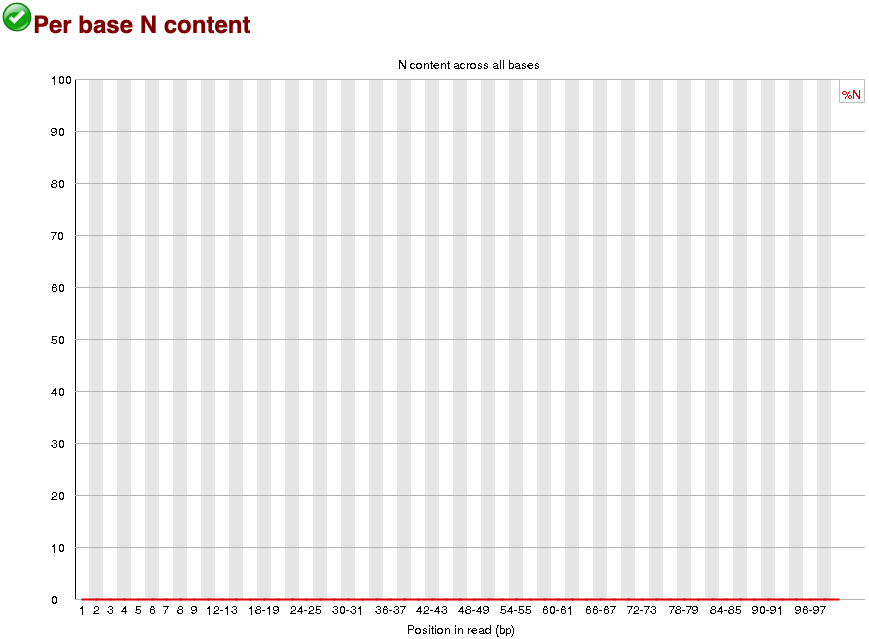 Per base N content
N content across all bases
100
%N
90
80
70
60
50
40
30
20
10
0
1 2 3 4 5 6 7 8 9 12-13 18-19 24-25 30-31 36-37 42-43 48-49 54-55 60-61 66-67 72-73 78-79 84-85 90-91 96-97
Position in read (bp)